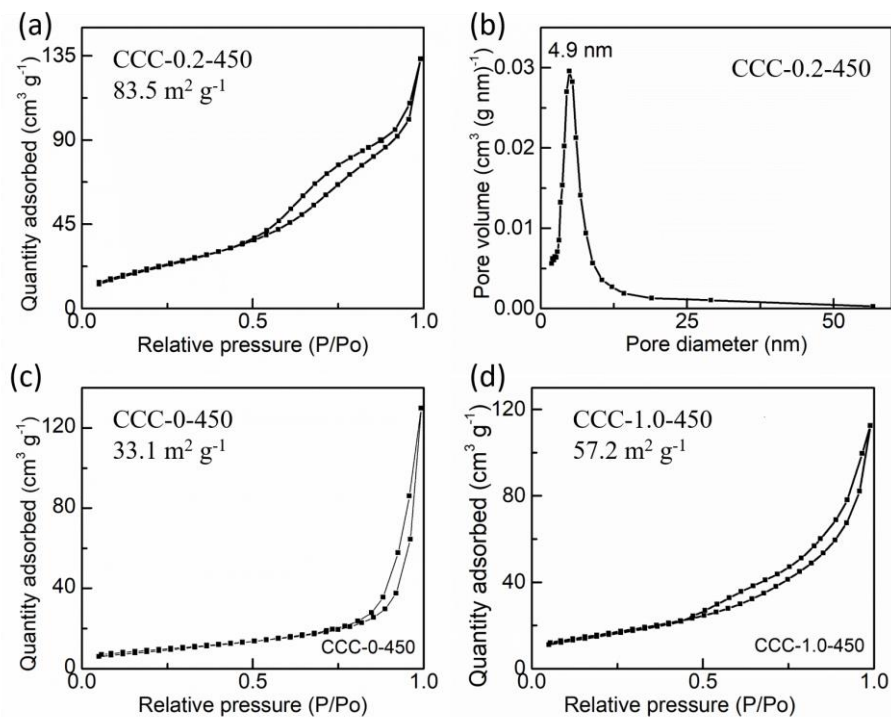 (a)
CCC-0.2-450
83.5 m² g⁻¹
Quantity adsorbed (cm³ g⁻¹)
135
90
45
0
0.0
0.5
1.0
Relative pressure (P/Po)
(b)
4.9 nm
CCC-0.2-450
Pore volume (cm³ (g nm)⁻¹)
0.03
0.02
0.01
0.00
0
25
50
Pore diameter (nm)
(c)
CCC-0-450
33.1 m² g⁻¹
Quantity adsorbed (cm³ g⁻¹)
120
80
40
0
CCC-0-450
0.0
0.5
1.0
Relative pressure (P/Po)
(d)
CCC-1.0-450
57.2 m² g⁻¹
Quantity adsorbed (cm³ g⁻¹)
120
80
40
0
CCC-1.0-450
0.0
0.5
1.0
Relative pressure (P/Po)